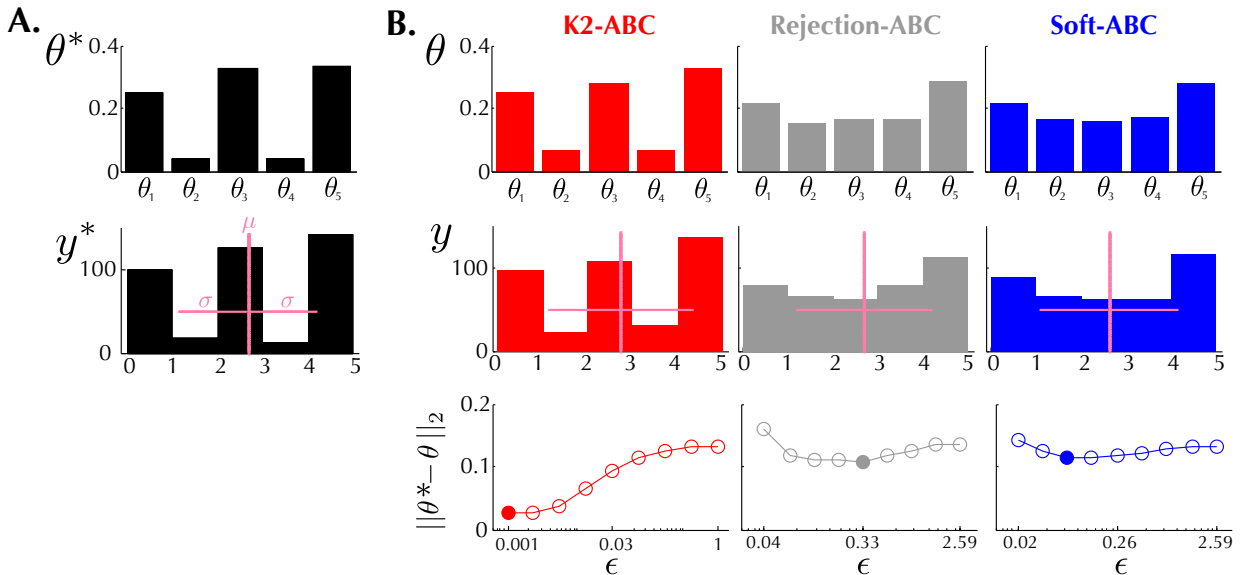 A.
B.
K2-ABC
Rejection-ABC
Soft-ABC
θ*
0.4
0.2
0
θ₁ θ₂ θ₃ θ₄ θ₅
θ
0.4
0.2
0
θ₁ θ₂ θ₃ θ₄ θ₅
θ₁ θ₂ θ₃ θ₄ θ₅
θ₁ θ₂ θ₃ θ₄ θ₅
y*
μ
σ σ
100
0
0 1 2 3 4 5
y
100
0
0 1 2 3 4 5
0 1 2 3 4 5
0 1 2 3 4 5
||θ*– θ ||₂
0.2
0.1
0
0.001 0.03 1
ϵ
0.04 0.33 2.59
ϵ
0.02 0.26 2.59
ϵ